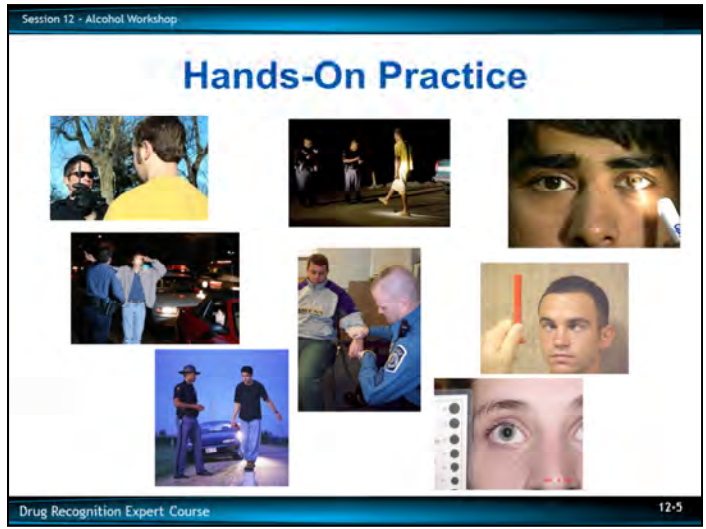 Session 12 - Alcohol Workshop
Hands-On Practice
Drug Recognition Expert Course
12-5